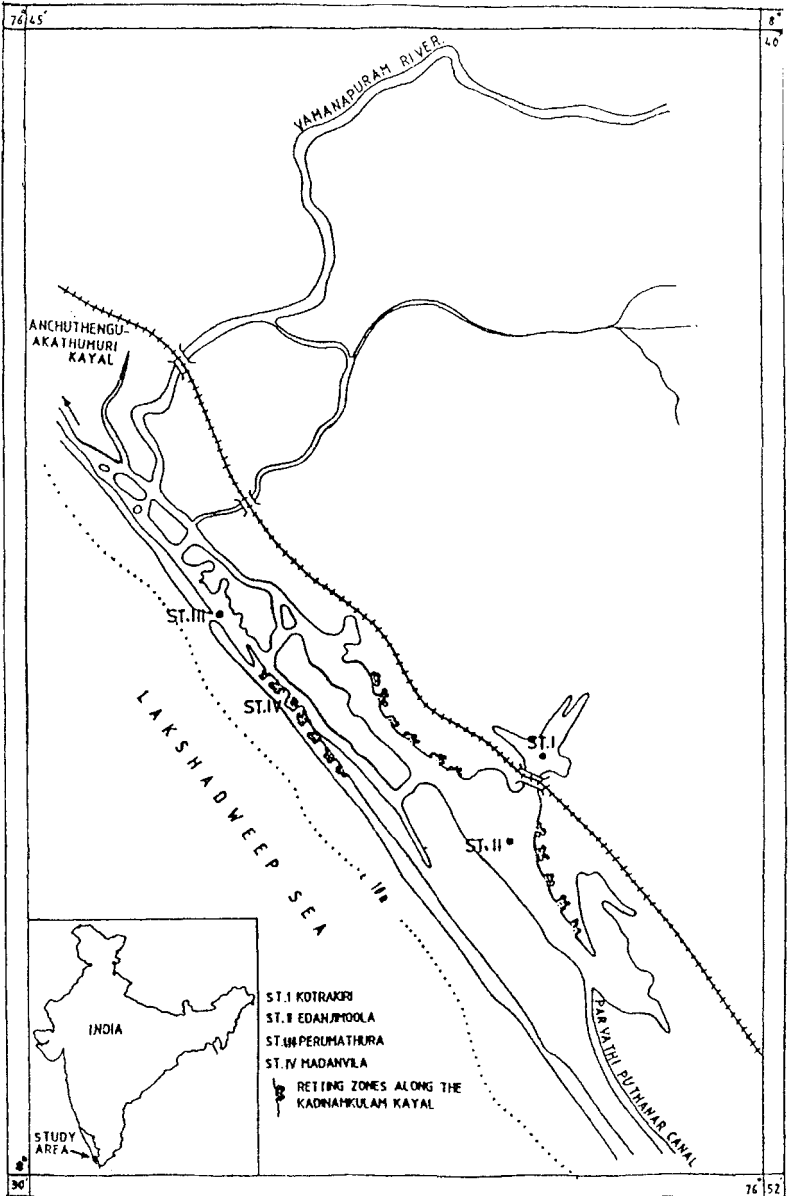 76°45'
8°
40'
VAMANAPURAM RIVER.
ANCHUTHENGU-
AKATHUMURI
KAYAL
ST.III
ST.IV
ST.I
ST.II
LAKSHADWEEP SEA
10m
INDIA
STUDY
AREA
ST.I KOTRAKIRI
ST.II EDANJIMOOLA
ST.III PERUMATHURA
ST.IV MADANVILA
RETTING ZONES ALONG THE
KADINAMKULAM KAYAL
PARVATHI PUTHANAR CANAL
8°
30'
76°52'